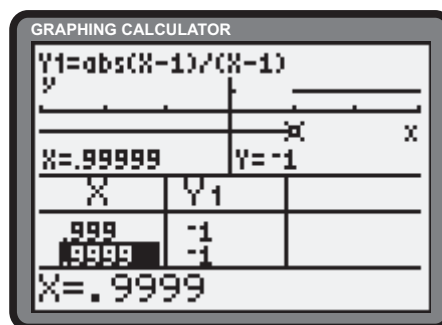 GRAPHING CALCULATOR
Y1=abs(X-1)/(X-1)
y
x
X=.99999 Y=-1
X Y1
.999 -1
.9999 -1
X=.9999